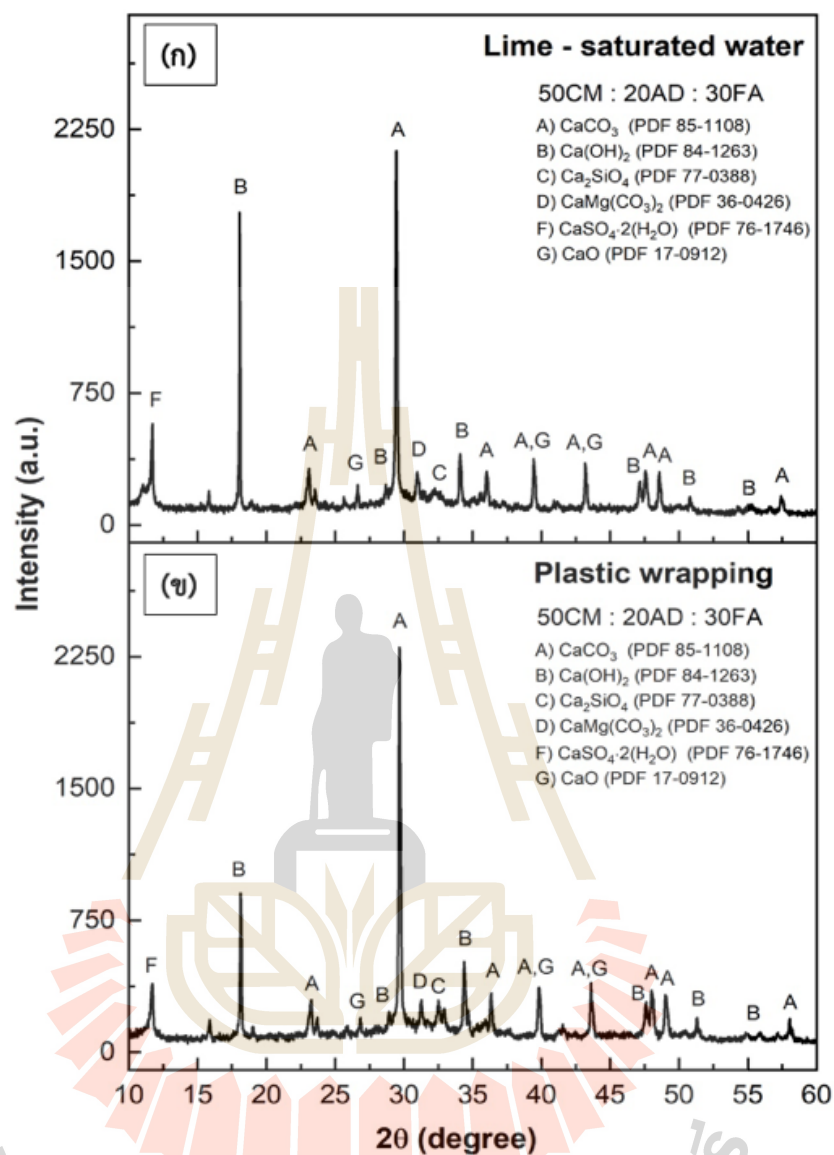 (ก)
Lime - saturated water
50CM : 20AD : 30FA
A) CaCO₃ (PDF 85-1108)
B) Ca(OH)₂ (PDF 84-1263)
C) Ca₂SiO₄ (PDF 77-0388)
D) CaMg(CO₃)₂ (PDF 36-0426)
F) CaSO₄·2(H₂O) (PDF 76-1746)
G) CaO (PDF 17-0912)
2250
1500
750
0
F
B
A
G
B
A
D
C
B
A
A,G
A,G
B
A
A
B
B
A
Intensity (a.u.)
(ข)
Plastic wrapping
50CM : 20AD : 30FA
A) CaCO₃ (PDF 85-1108)
B) Ca(OH)₂ (PDF 84-1263)
C) Ca₂SiO₄ (PDF 77-0388)
D) CaMg(CO₃)₂ (PDF 36-0426)
F) CaSO₄·2(H₂O) (PDF 76-1746)
G) CaO (PDF 17-0912)
2250
1500
750
0
F
B
A
G
B
A
D
C
B
A
A,G
A,G
B
A
A
B
B
A
10 15 20 25 30 35 40 45 50 55 60
2θ (degree)